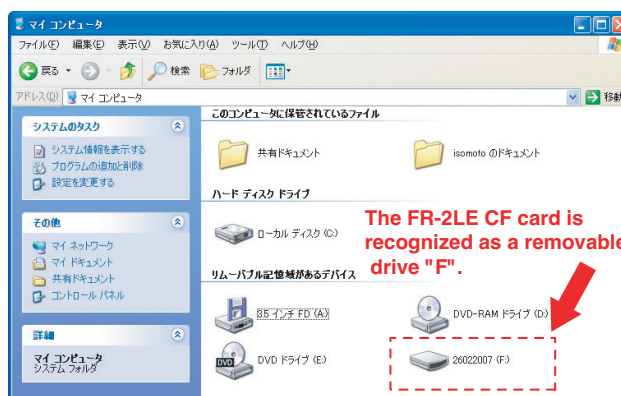 マイ コンピュータ
ファイル(F) 編集(E) 表示(V) お気に入り(A) ツール(T) ヘルプ(H)
戻る 検索 フォルダ
アドレス(D) マイ コンピュータ 移動
システムのタスク
システム情報を表示する
プログラムの追加と削除
設定を変更する
その他
マイ ネットワーク
マイ ドキュメント
共有ドキュメント
コントロール パネル
詳細
マイ コンピュータ
システム フォルダ
このコンピュータに保管されているファイル
共有ドキュメント isomoto のドキュメント
ハード ディスク ドライブ
ローカル ディスク (C:)
The FR-2LE CF card is
recognized as a removable
drive "F".
リムーバブル記憶域があるデバイス
3.5 インチ FD (A:) DVD-RAM ドライブ (D:)
DVD ドライブ (E:) 26022007 (F:)
DVD